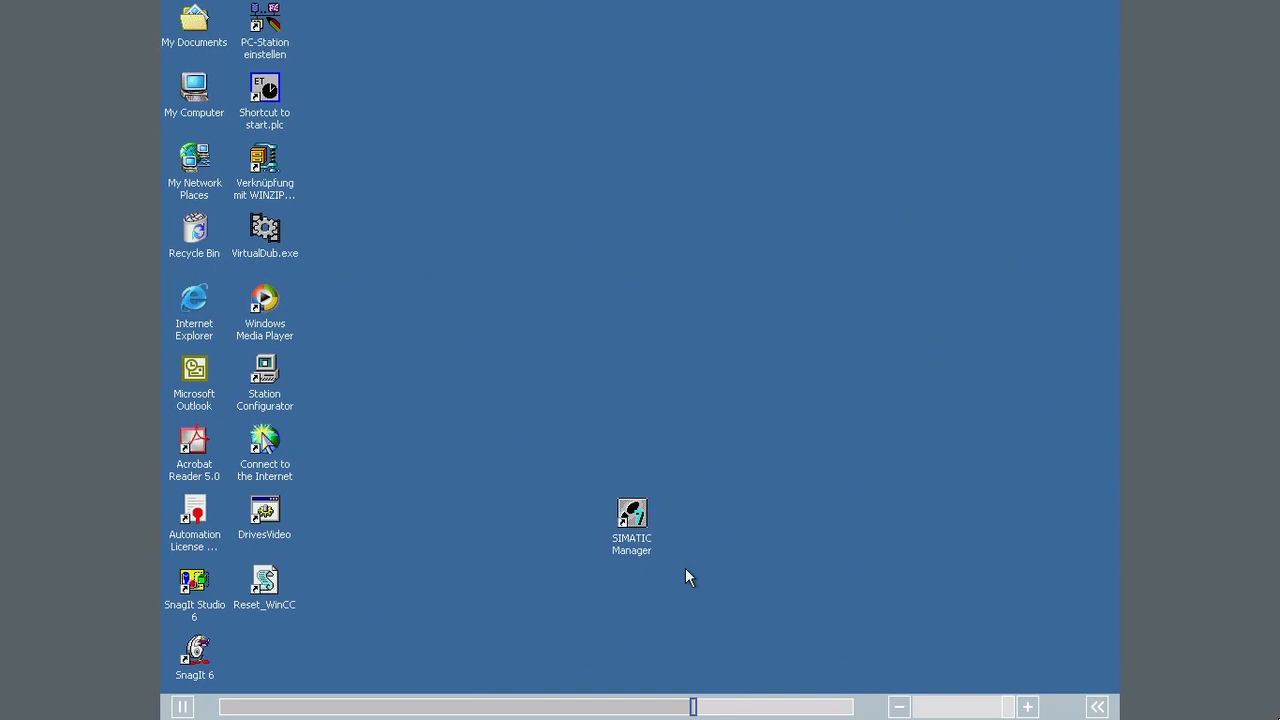 My Documents
PC-Station
einstellen
My Computer
ET
Shortcut to
start.plc
My Network
Places
Verknüpfung
mit WINZIP...
Recycle Bin
VirtualDub.exe
Internet
Explorer
Windows
Media Player
Microsoft
Outlook
Station
Configurator
Acrobat
Reader 5.0
Connect to
the Internet
Automation
License ...
DrivesVideo
SIMATIC
Manager
SnagIt Studio
6
Reset_WinCC
SnagIt 6